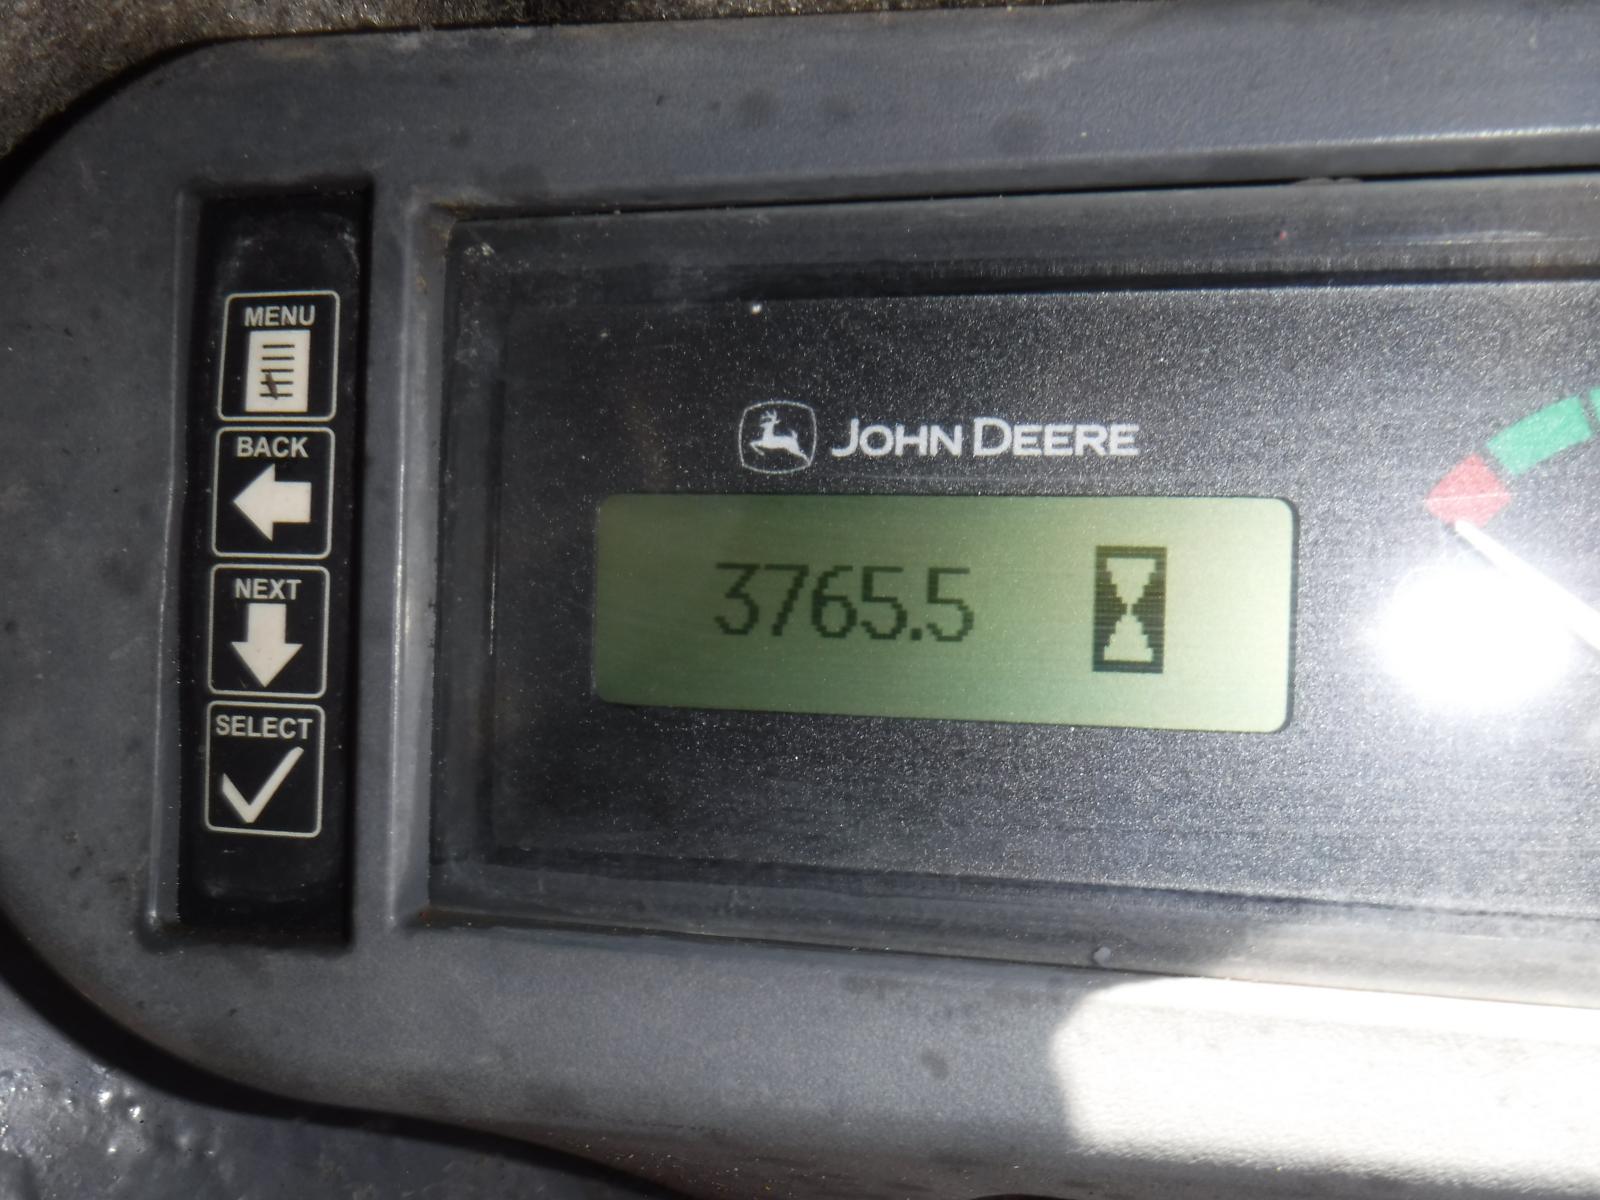 MENU
BACK
NEXT
SELECT
JOHN DEERE
3765.5